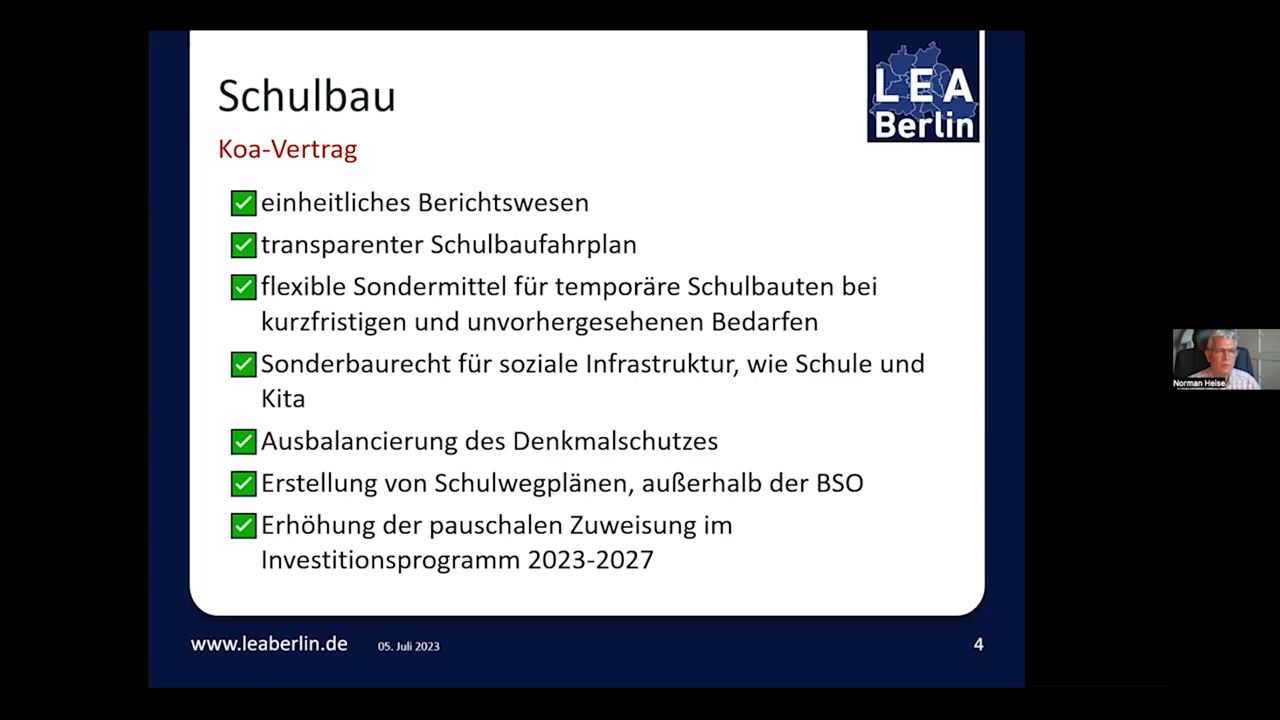 Schulbau
LEA
Berlin
Koa-Vertrag
einheitliches Berichtswesen
transparenter Schulbaufahrplan
flexible Sondermittel für temporäre Schulbauten bei
kurzfristigen und unvorhergesehenen Bedarfen
Sonderbaurecht für soziale Infrastruktur, wie Schule und
Kita
Ausbalancierung des Denkmalschutzes
Erstellung von Schulwegplänen, außerhalb der BSO
Erhöhung der pauschalen Zuweisung im
Investitionsprogramm 2023-2027
www.leaberlin.de 05. Juli 2023 4
Norman Heise